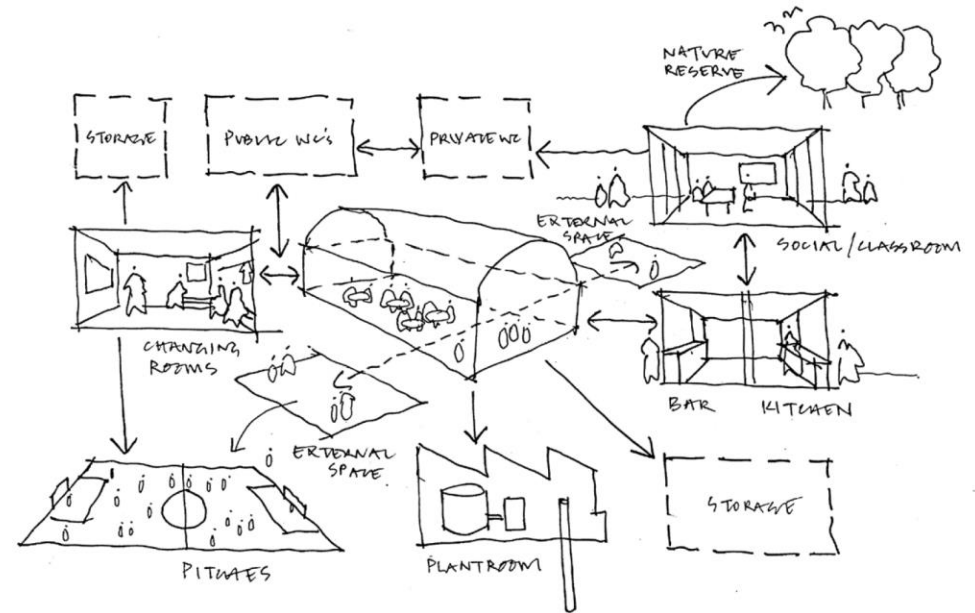 NATURE
RESERVE
STORAGE
PUBLIC WC'S
PRIVATE WC
EXTERNAL
SPACE
SOCIAL/CLASSROOM
CHANGING
ROOMS
BAR
KITCHEN
EXTERNAL
SPACE
STORAGE
PITCHES
PLANTROOM